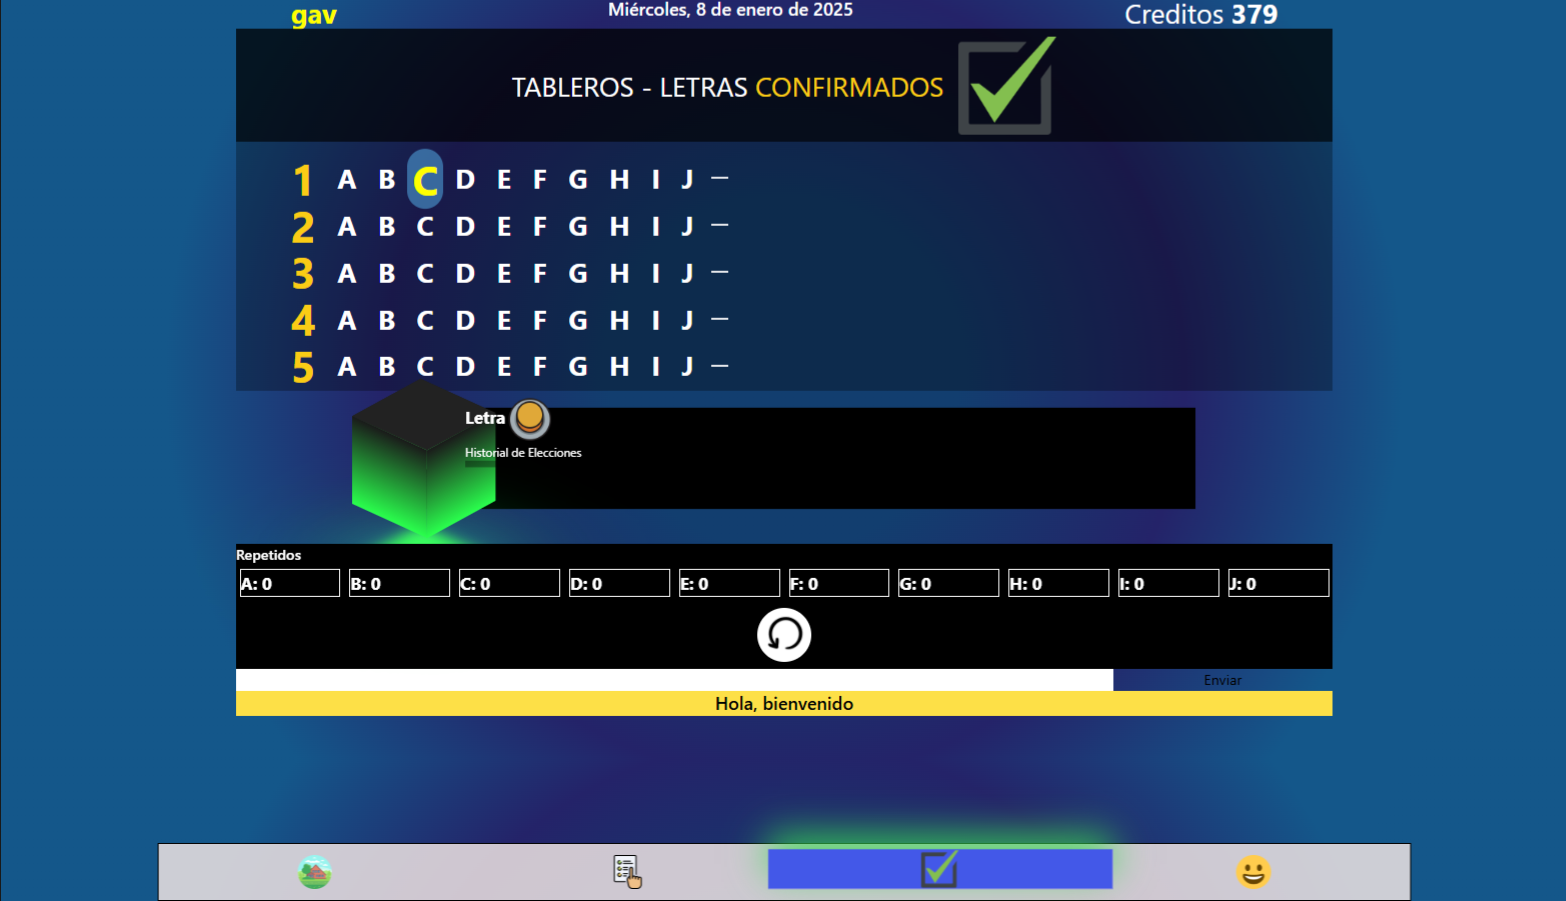 gav Miércoles, 8 de enero de 2025 Creditos 379
TABLEROS - LETRAS CONFIRMADOS
1 A B C D E F G H I J —
2 A B C D E F G H I J —
3 A B C D E F G H I J —
4 A B C D E F G H I J —
5 A B C D E F G H I J —
Letra
Historial de Elecciones
Repetidos
A: 0 B: 0 C: 0 D: 0 E: 0 F: 0 G: 0 H: 0 I: 0 J: 0
Enviar
Hola, bienvenido